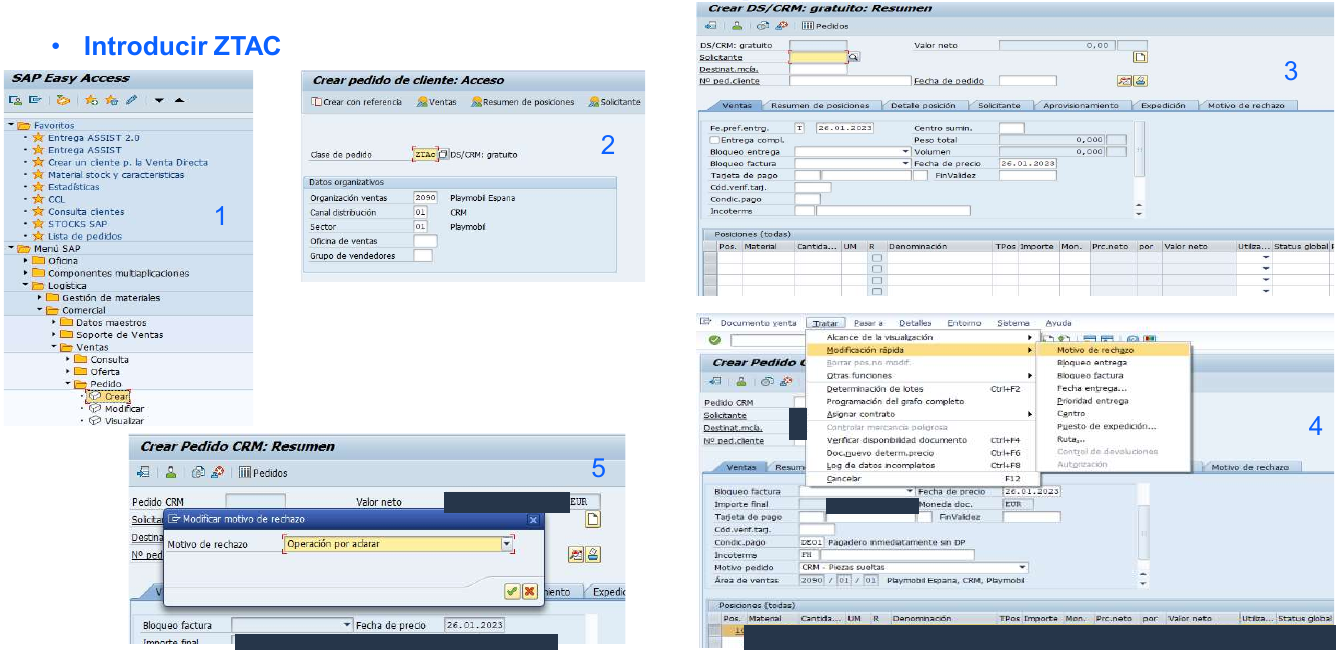 • Introducir ZTAC
SAP Easy Access
Favoritos
Entrega ASSIST 2.0
Entrega ASSIST
Crear un cliente p. la Venta Directa
Material stock y características
Estadísticas
CCL
Consulta clientes
STOCKS SAP
Lista de pedidos
Menú SAP
Oficina
Componentes multiaplicaciones
Logística
Gestión de materiales
Comercial
Datos maestros
Soporte de Ventas
Ventas
Consulta
Oferta
Pedido
Crear
Modificar
Visualizar
1
Crear pedido de cliente: Acceso
Crear con referencia Ventas Resumen de posiciones Solicitante
2
Clase de pedido ZTAc DS/CRM: gratuito
Datos organizativos
Organización ventas 2090 Playmobil Espana
Canal distribución 01 CRM
Sector 01 Playmobil
Oficina de ventas
Grupo de vendedores
Crear DS/CRM: gratuito: Resumen
Pedidos
DS/CRM: gratuito Valor neto 0,00
Solicitante
Destinat.mcía.
Nº ped.cliente Fecha de pedido
3
Ventas Resumen de posiciones Detalle posición Solicitante Aprovisionamiento Expedición Motivo de rechazo
Fe.pref.entrg. T 26.01.2023 Centro sumin.
Entrega compl. Peso total 0,000
Bloqueo entrega Volumen 0,000
Bloqueo factura Fecha de precio 26.01.2023
Tarjeta de pago FinValidez
Cód.verif.tarj.
Condic.pago
Incoterms
Posiciones (todas)
Pos. Material Cantida... UM R Denominación TPos Importe Mon. Prc.neto por Valor neto Utiliza... Status global
Documento venta Tratar Pasar a Detalles Entorno Sistema Ayuda
Alcance de la visualización
Modificación rápida
Borrar pos.no modif.
Otras funciones
Determinación de lotes Ctrl+F2
Programación del grafo completo
Asignar contrato
Controlar mercancía peligrosa
Verificar disponibilidad documento Ctrl+F4
Doc.nuevo determ.precio Ctrl+F6
Log de datos incompletos Ctrl+F8
Cancelar F12
Motivo de rechazo
Bloqueo entrega
Bloqueo factura
Fecha entrega...
Prioridad entrega
Centro
Puesto de expedición...
Ruta...
Control de devoluciones
Autorización
4
Crear Pedido
Pedido CRM
Solicitante
Destinat.mcía.
Nº ped.cliente
Ventas Resum Motivo de rechazo
Bloqueo factura Fecha de precio 26.01.2023
Importe final Moneda doc. EUR
Tarjeta de pago FinValidez
Cód.verif.tarj.
Condic.pago DE01 Pagadero inmediatamente sin DP
Incoterms FH
Motivo pedido CRM - Piezas sueltas
Área de ventas 2090 / 01 / 01 Playmobil Espana, CRM, Playmobil
Posiciones (todas)
Pos. Material Cantida... UM R Denominación TPos Importe Mon. Prc.neto por Valor neto Utiliza... Status global
10
Crear Pedido CRM: Resumen
Pedidos
5
Pedido CRM Valor neto EUR
Solicita
Destina
Nº ped
Modificar motivo de rechazo
Motivo de rechazo Operación por aclarar
V miento Expedic
Bloqueo factura Fecha de precio 26.01.2023
Importe final